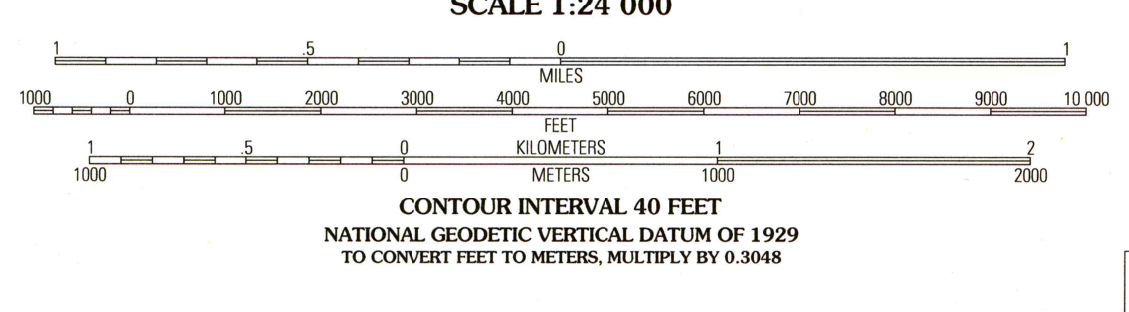 SCALE 1:24 000
1 .5 0 1
MILES
1000 0 1000 2000 3000 4000 5000 6000 7000 8000 9000 10 000
FEET
1 .5 0 KILOMETERS 1 2
1000 0 METERS 1000 2000
CONTOUR INTERVAL 40 FEET
NATIONAL GEODETIC VERTICAL DATUM OF 1929
TO CONVERT FEET TO METERS, MULTIPLY BY 0.3048